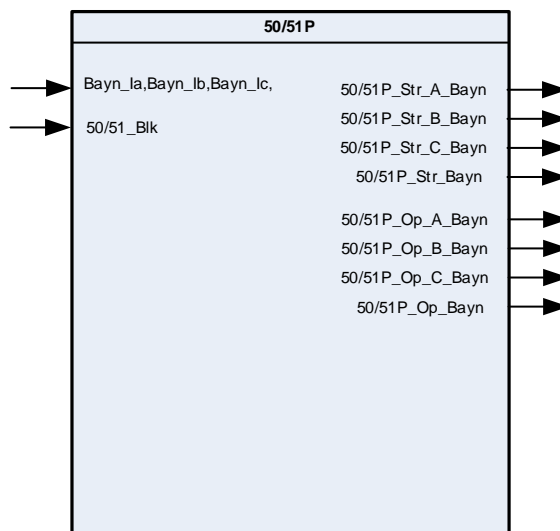 50/51P
Bayn_Ia,Bayn_Ib,Bayn_Ic,
50/51_Blk
50/51P_Str_A_Bayn
50/51P_Str_B_Bayn
50/51P_Str_C_Bayn
50/51P_Str_Bayn
50/51P_Op_A_Bayn
50/51P_Op_B_Bayn
50/51P_Op_C_Bayn
50/51P_Op_Bayn